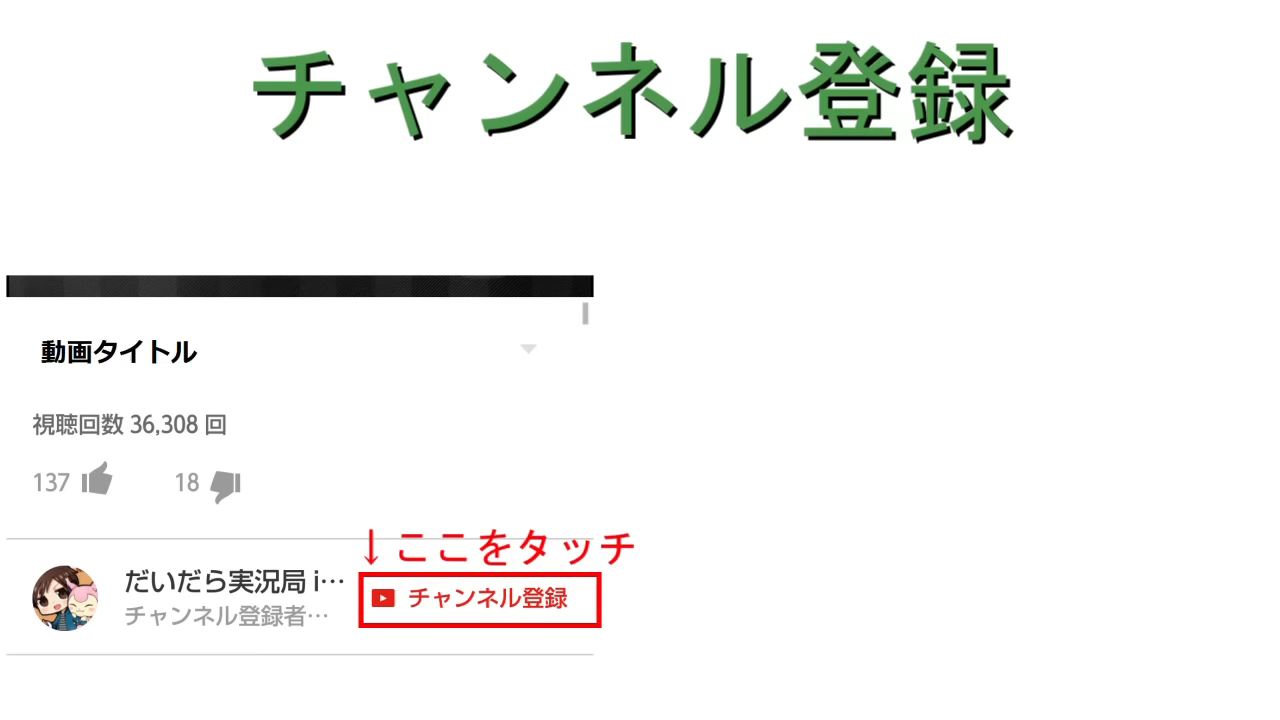 チャンネル登録
動画タイトル
視聴回数 36,308 回
137
18
↓ここをタッチ
だいだら実況局 i…
チャンネル登録
チャンネル登録者…